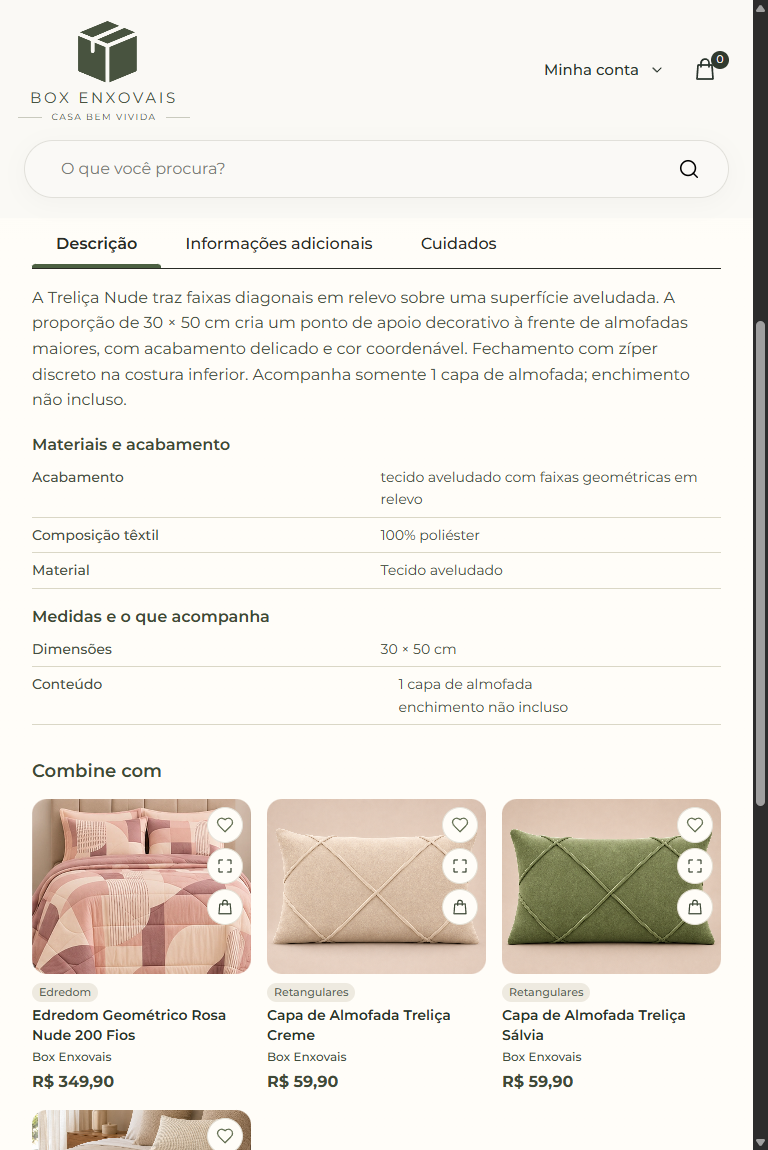 BOX ENXOVAIS
CASA BEM VIVIDA
Minha conta
0
O que você procura?
Descrição
Informações adicionais
Cuidados
A Treliça Nude traz faixas diagonais em relevo sobre uma superfície aveludada. A
proporção de 30 × 50 cm cria um ponto de apoio decorativo à frente de almofadas
maiores, com acabamento delicado e cor coordenável. Fechamento com zíper
discreto na costura inferior. Acompanha somente 1 capa de almofada; enchimento
não incluso.
Materiais e acabamento
Acabamento
tecido aveludado com faixas geométricas em
relevo
Composição têxtil
100% poliéster
Material
Tecido aveludado
Medidas e o que acompanha
Dimensões
30 × 50 cm
Conteúdo
1 capa de almofada
enchimento não incluso
Combine com
Edredom
Edredom Geométrico Rosa
Nude 200 Fios
Box Enxovais
R$ 349,90
Retangulares
Capa de Almofada Treliça
Creme
Box Enxovais
R$ 59,90
Retangulares
Capa de Almofada Treliça
Sálvia
Box Enxovais
R$ 59,90